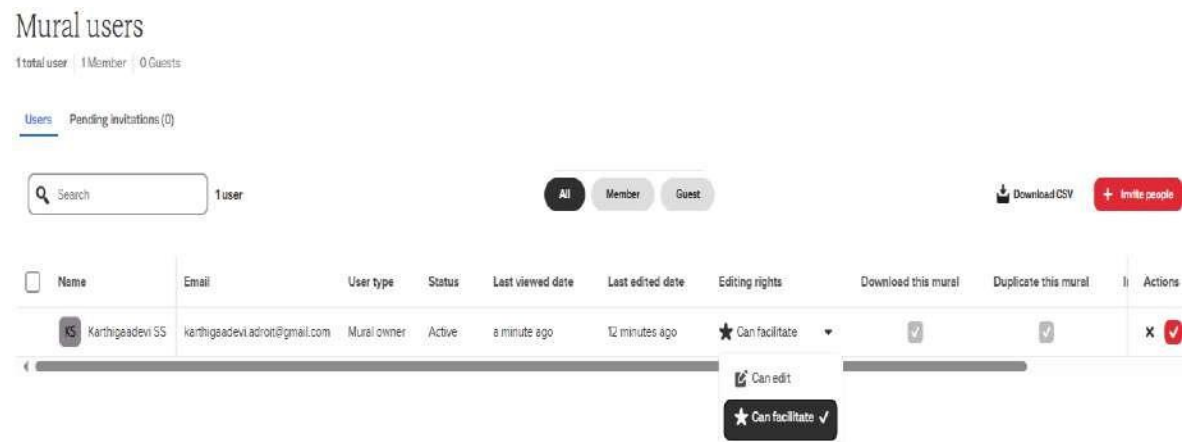 Mural users
1 total user 1 Member 0 Guests
Users Pending invitations (0)
Search 1 user All Member Guest Download CSV + Invite people
Name Email User type Status Last viewed date Last edited date Editing rights Download this mural Duplicate this mural Actions
KS Karthigaadevi SS karthigaadevi.adroit@gmail.com Mural owner Active a minute ago 12 minutes ago Can facilitate
Can edit
Can facilitate